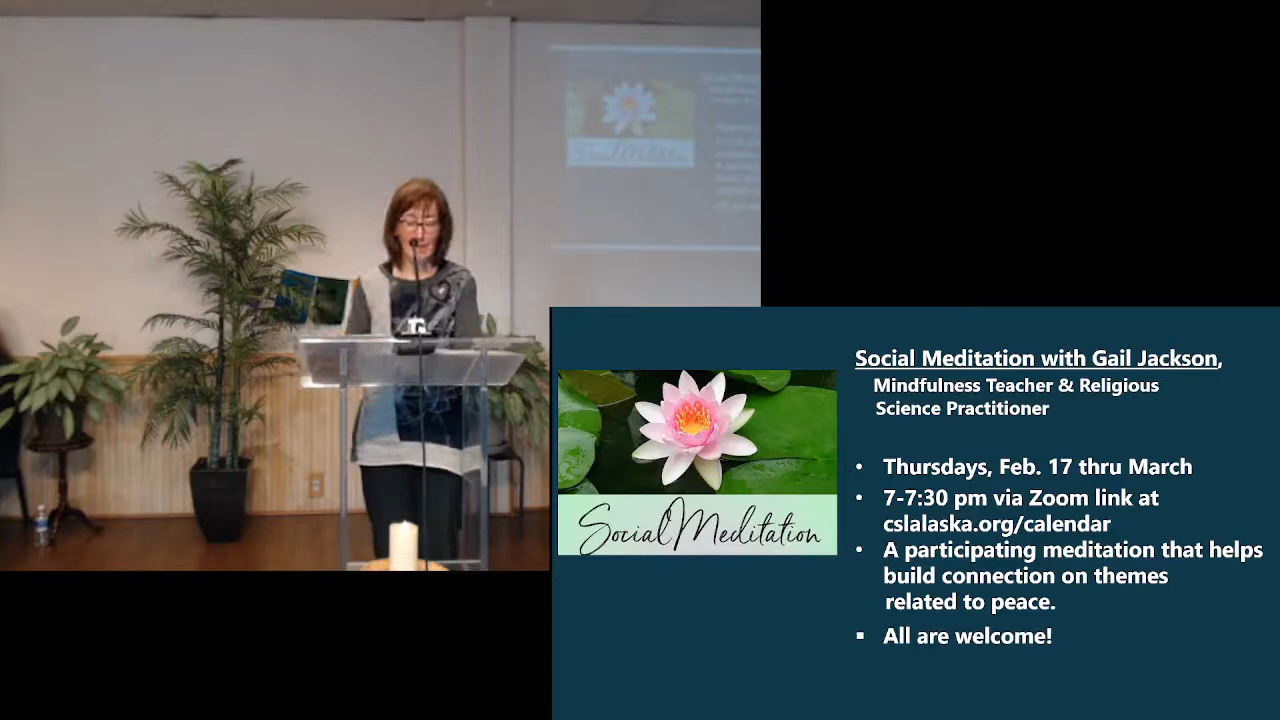 Social Meditation
Social Meditation with Gail Jackson,
Mindfulness Teacher & Religious
Science Practitioner
• Thursdays, Feb. 17 thru March
• 7-7:30 pm via Zoom link at
cslalaska.org/calendar
• A participating meditation that helps
build connection on themes
related to peace.
▪ All are welcome!